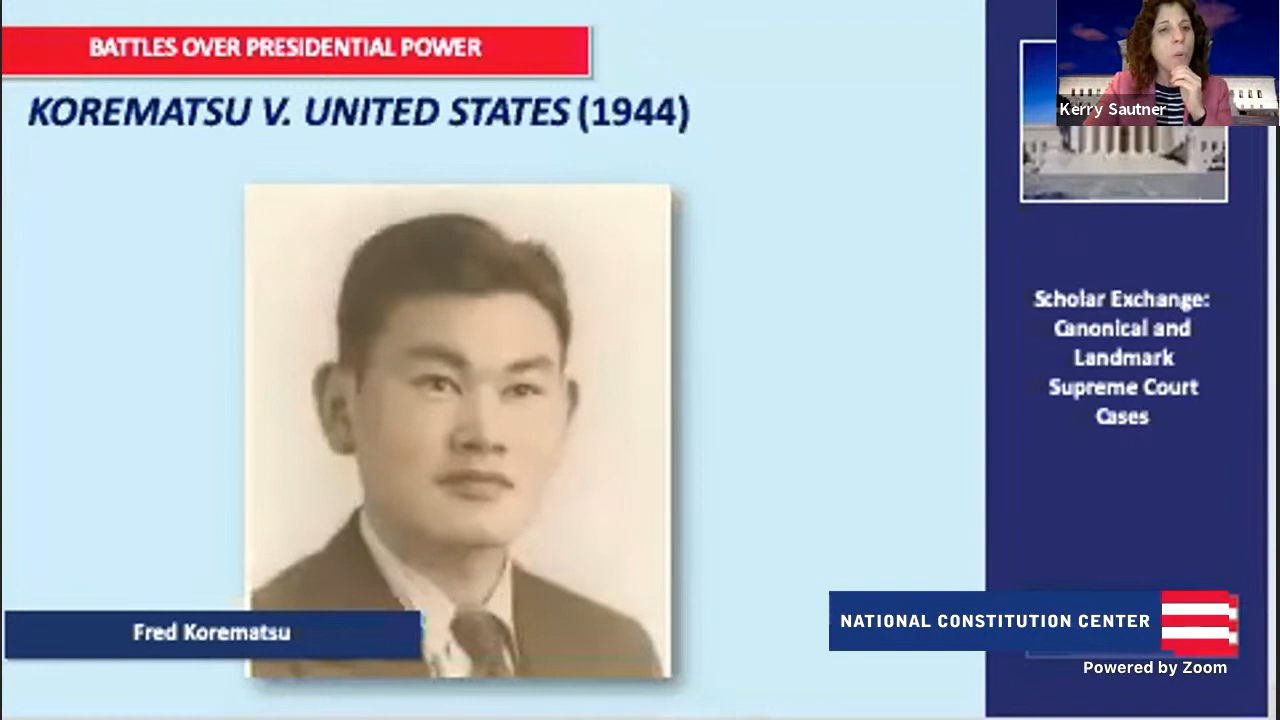 BATTLES OVER PRESIDENTIAL POWER
KOREMATSU V. UNITED STATES (1944)
Kerry Sautner
Scholar Exchange:
Canonical and
Landmark
Supreme Court
Cases
Fred Korematsu
NATIONAL CONSTITUTION CENTER
Powered by Zoom